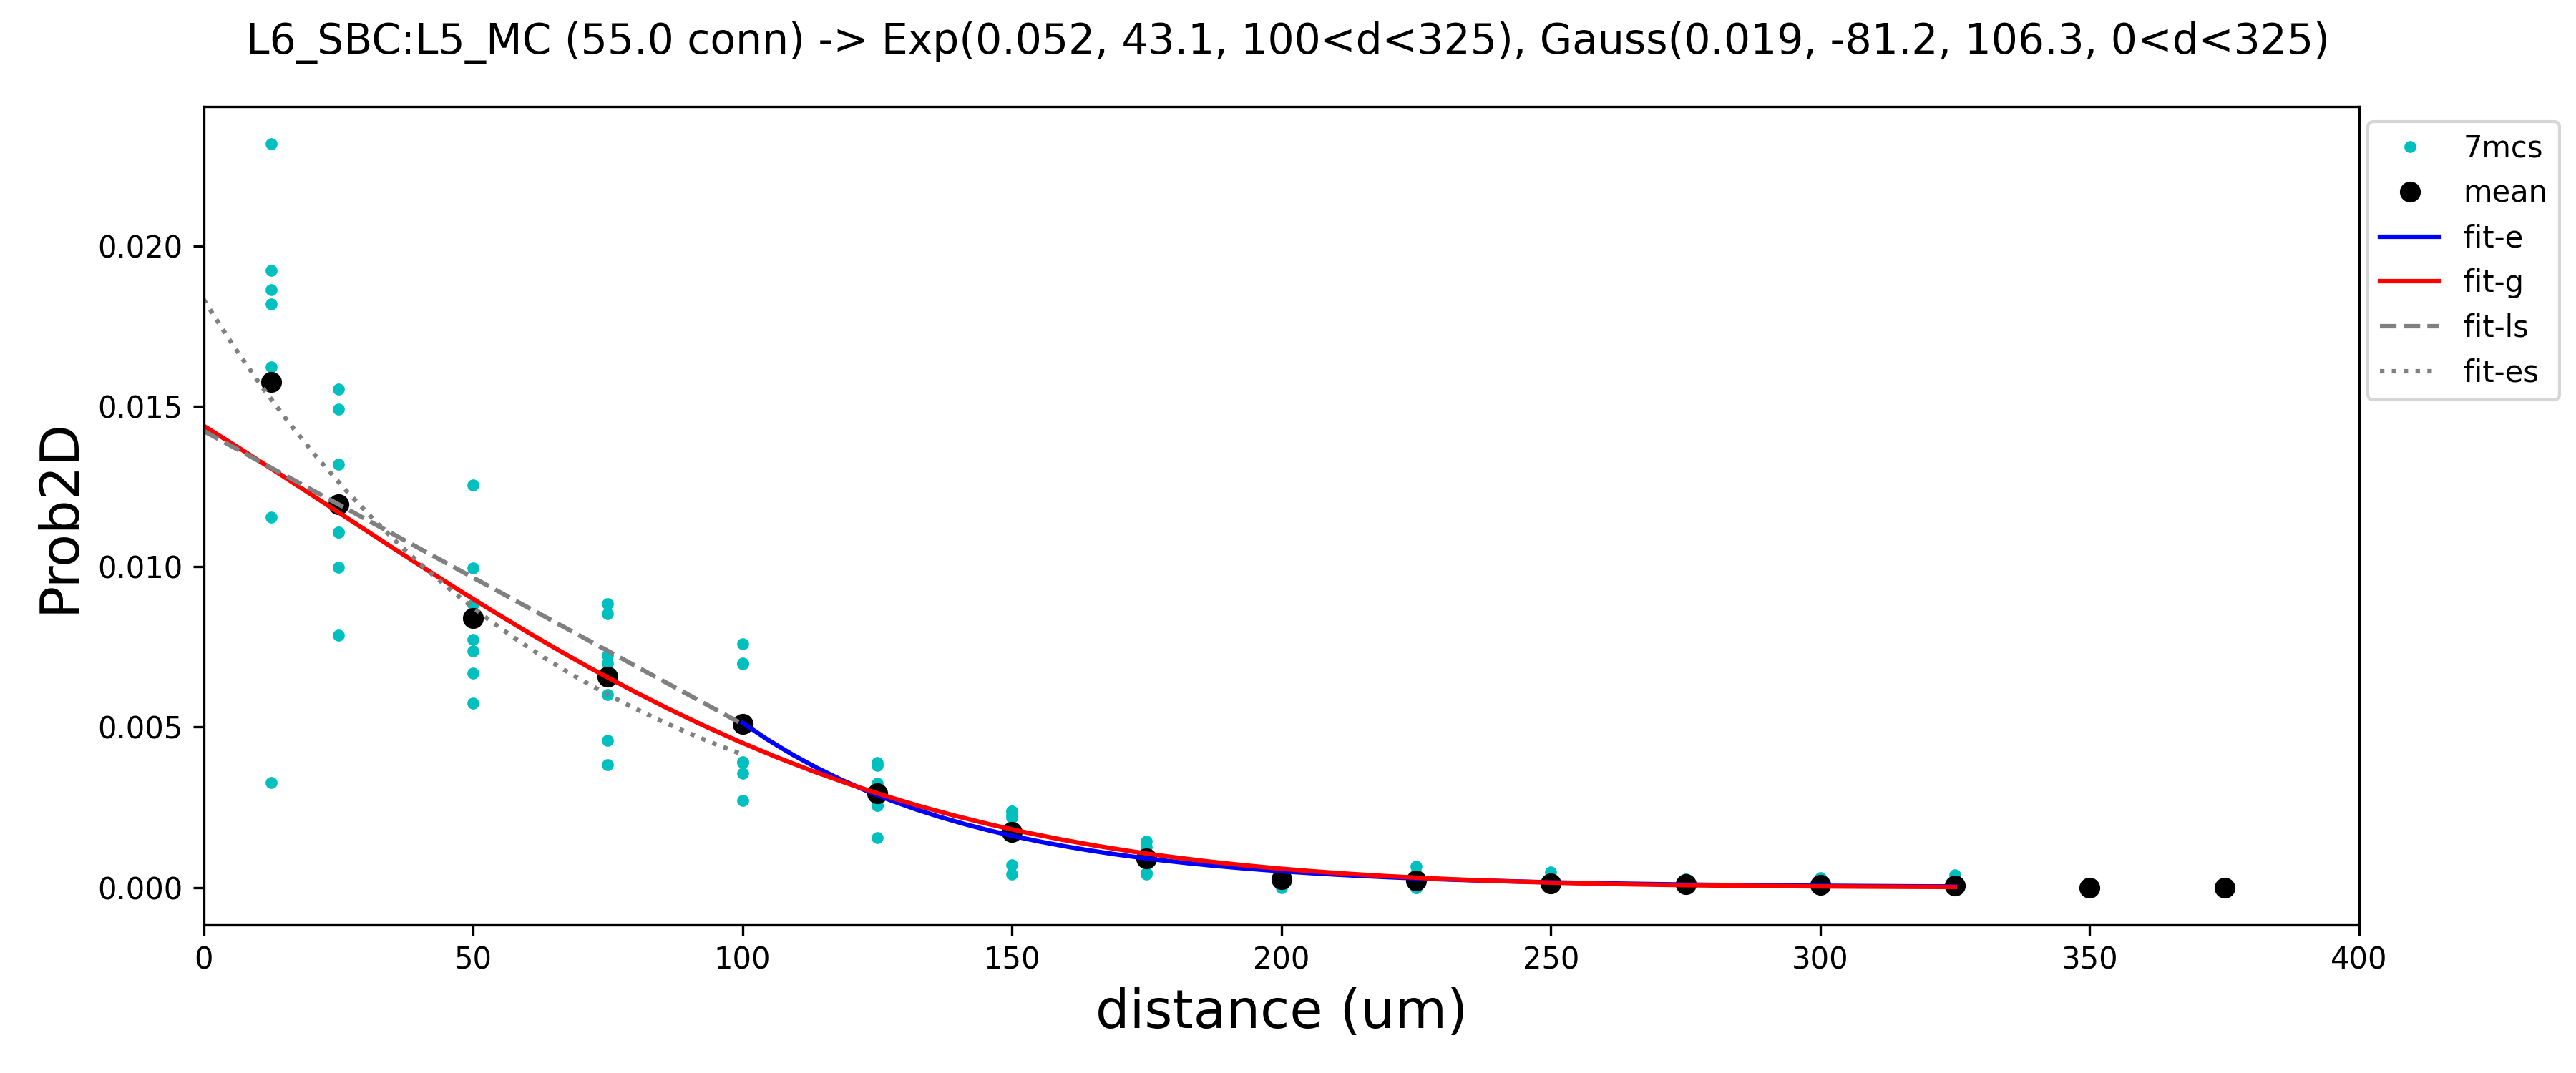 L6_SBC:L5_MC (55.0 conn) -> Exp(0.052, 43.1, 100<d<325), Gauss(0.019, -81.2, 106.3, 0<d<325)
7mcs
mean
fit-e
fit-g
fit-ls
fit-es
Prob2D
0.020
0.015
0.010
0.005
0.000
0 50 100 150 200 250 300 350 400
distance (um)